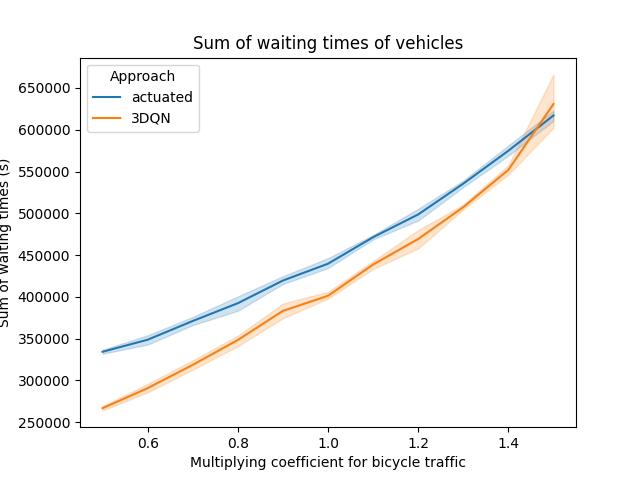 Sum of waiting times of vehicles
Approach
actuated
3DQN
650000
600000
550000
500000
450000
400000
350000
300000
250000
Sum of waiting times (s)
0.6 0.8 1.0 1.2 1.4
Multiplying coefficient for bicycle traffic